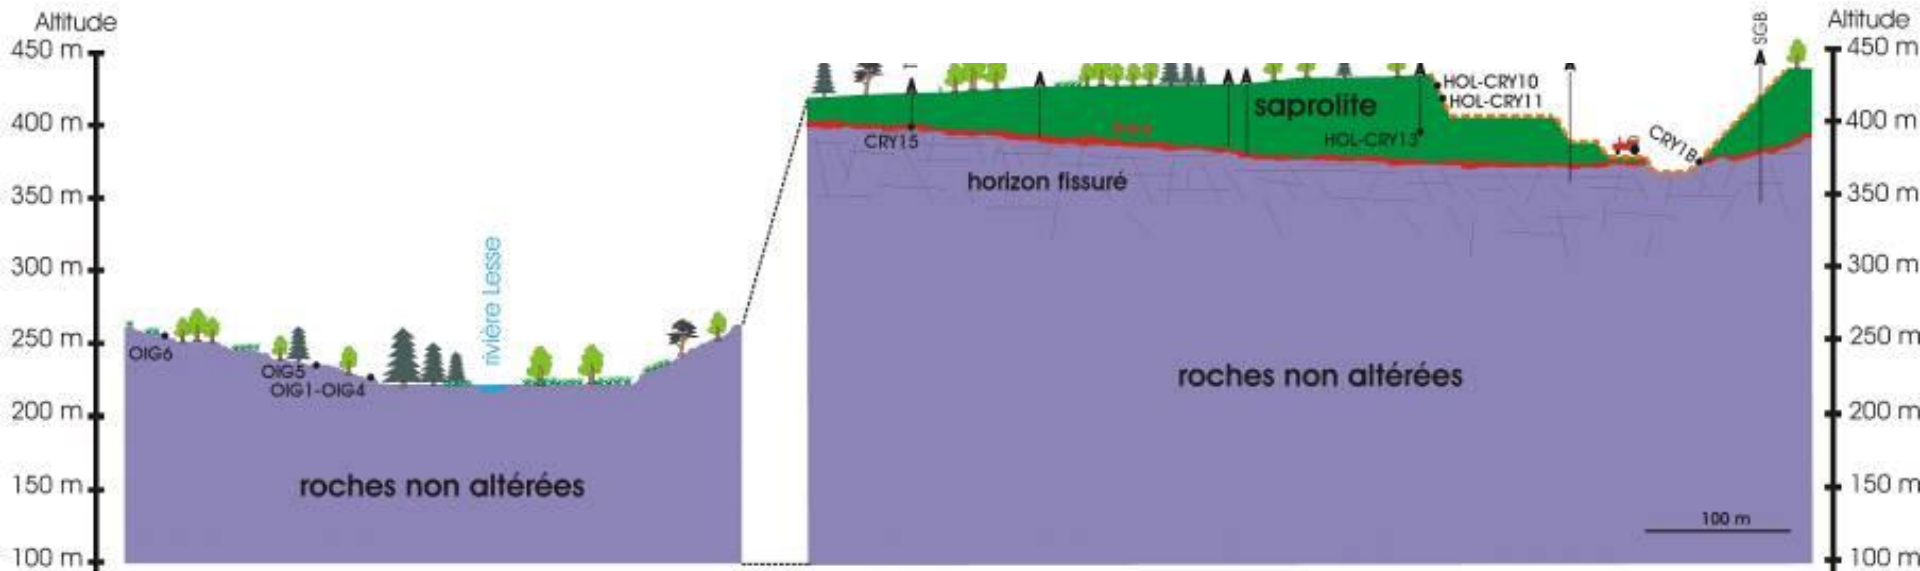 Altitude
450 m
400 m
350 m
300 m
250 m
200 m
150 m
100 m
OIG6
OIG5
OIG1-OIG4
rivière Lesse
roches non altérées
CRY15
horizon fissuré
saprolite
HOL-CRY13
HOL-CRY10
HOL-CRY11
CRY18
SGB
roches non altérées
100 m
Altitude
450 m
400 m
350 m
300 m
250 m
200 m
150 m
100 m